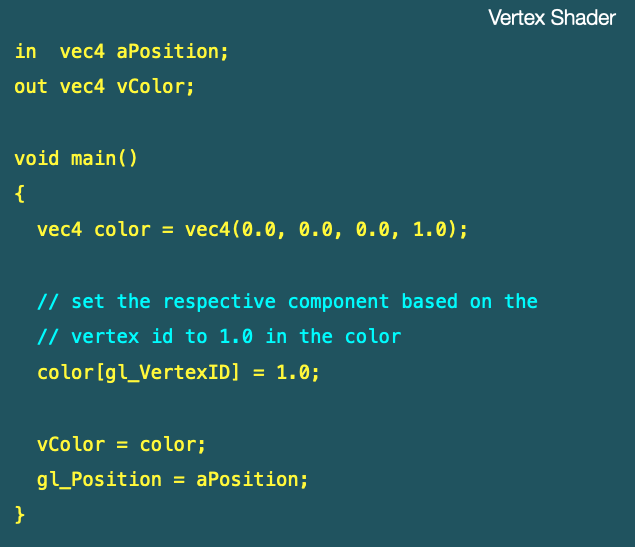 Vertex Shader
in  vec4 aPosition;
out vec4 vColor;
void main()
{
  vec4 color = vec4(0.0, 0.0, 0.0, 1.0);
  // set the respective component based on the
  // vertex id to 1.0 in the color
  color[gl_VertexID] = 1.0;
  vColor = color;
  gl_Position = aPosition;
}